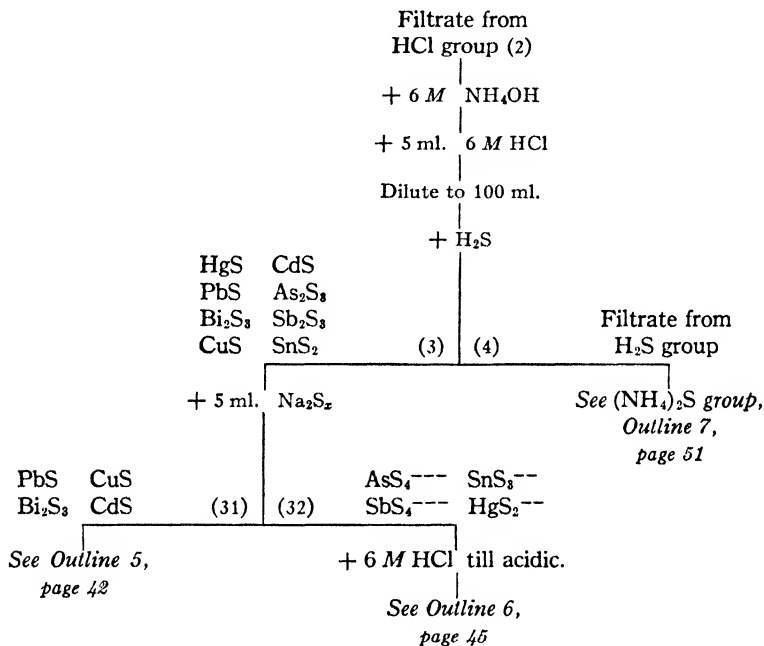 Filtrate from
HCl group (2)
+ 6 M NH₄OH
+ 5 ml. 6 M HCl
Dilute to 100 ml.
+ H₂S
HgS CdS
PbS As₂S₃
Bi₂S₃ Sb₂S₃
CuS SnS₂
(3) (4)
Filtrate from
H₂S group
+ 5 ml. Na₂Sₓ
See (NH₄)₂S group,
Outline 7,
page 51
PbS CuS
Bi₂S₃ CdS
(31) (32)
AsS₄--- SnS₃--
SbS₄--- HgS₂--
See Outline 5,
page 42
+ 6 M HCl till acidic.
See Outline 6,
page 45